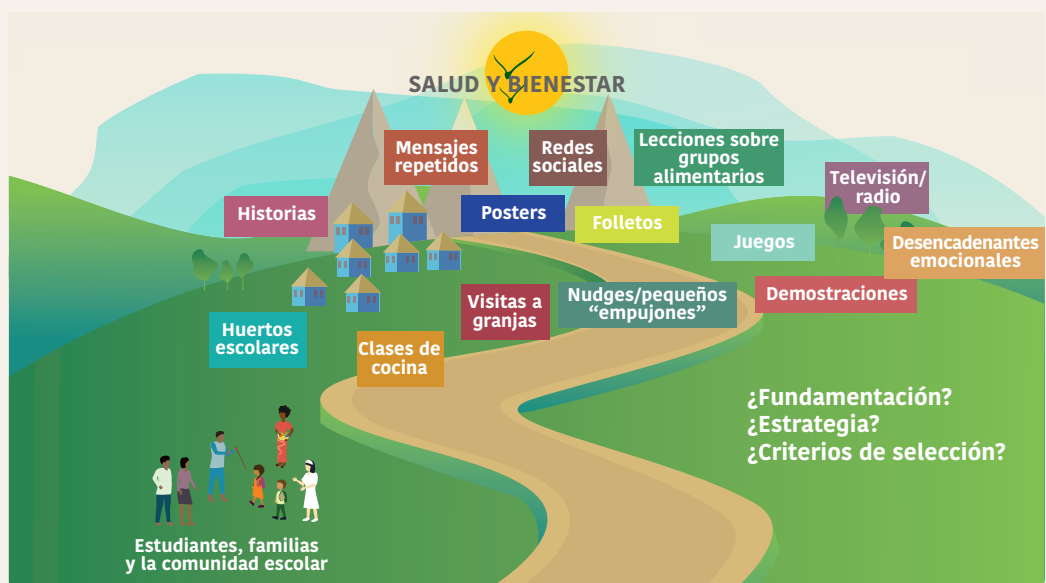 SALUD Y BIENESTAR
Mensajes
repetidos
Redes
sociales
Lecciones sobre
grupos
alimentarios
Televisión/
radio
Historias
Posters
Folletos
Juegos
Desencadenantes
emocionales
Huertos
escolares
Clases de
cocina
Visitas a
granjas
Nudges/pequeños
“empujones”
Demostraciones
¿Fundamentación?
¿Estrategia?
¿Criterios de selección?
Estudiantes, familias
y la comunidad escolar